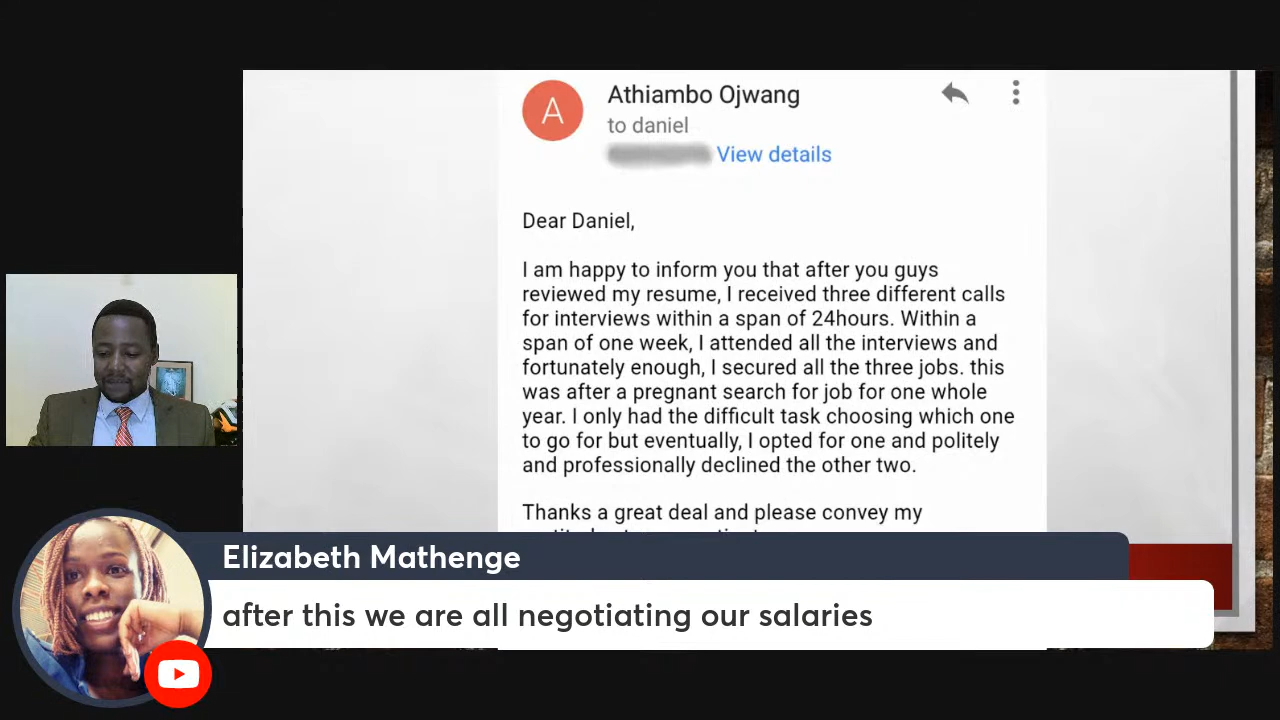 A
Athiambo Ojwang
to daniel
View details
Dear Daniel,
I am happy to inform you that after you guys
reviewed my resume, I received three different calls
for interviews within a span of 24hours. Within a
span of one week, I attended all the interviews and
fortunately enough, I secured all the three jobs. this
was after a pregnant search for job for one whole
year. I only had the difficult task choosing which one
to go for but eventually, I opted for one and politely
and professionally declined the other two.
Thanks a great deal and please convey my
Elizabeth Mathenge
after this we are all negotiating our salaries